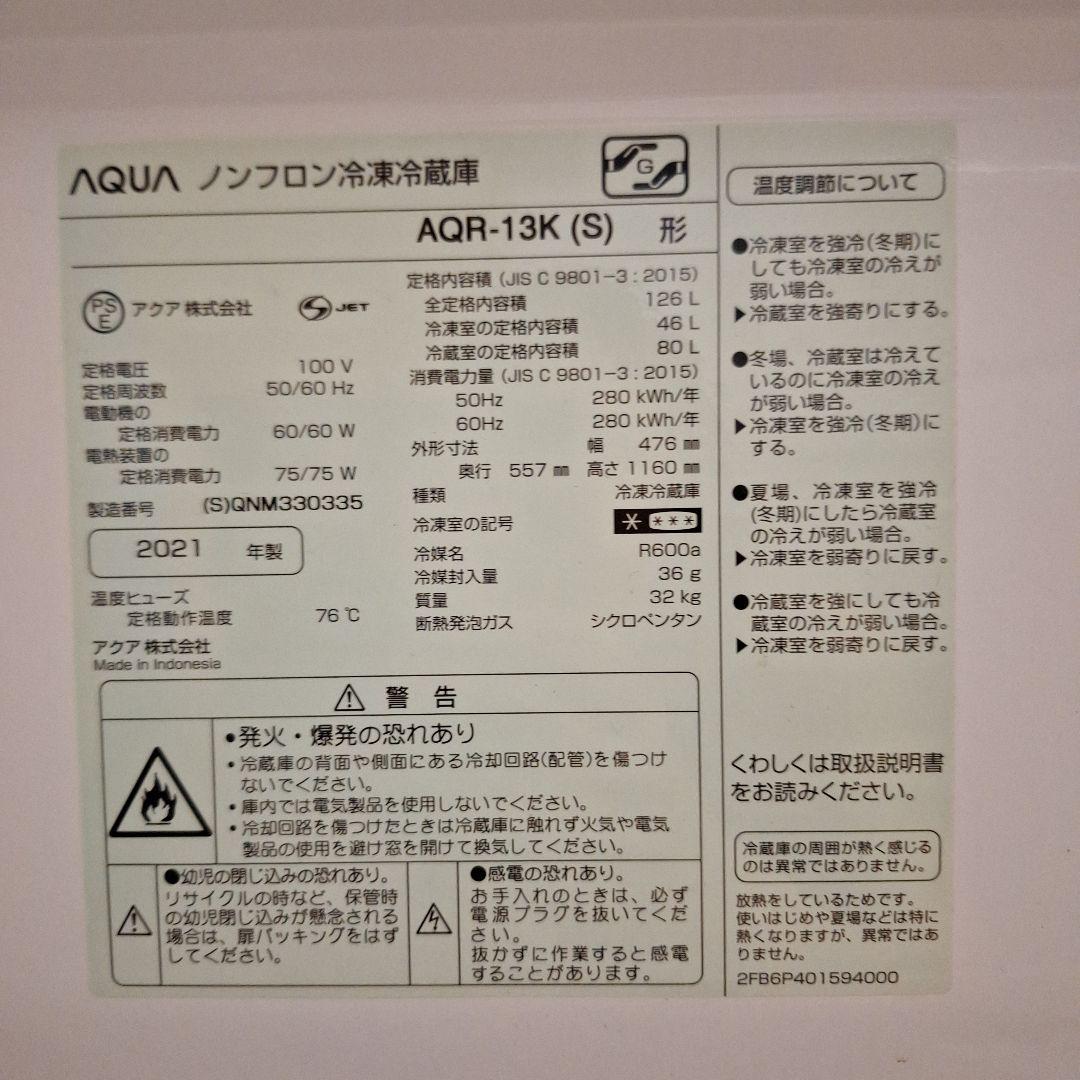 AQUA ノンフロン冷凍冷蔵庫
G
AQR-13K (S) 形
PS
E
アクア 株式会社
S JET
定格電圧 100 V
定格周波数 50/60 Hz
電動機の
定格消費電力 60/60 W
電熱装置の
定格消費電力 75/75 W
製造番号 (S)QNM330335
2021 年製
温度ヒューズ
定格動作温度 76 ℃
アクア 株式会社
Made in Indonesia
定格内容積 (JIS C 9801-3 : 2015)
全定格内容積 126 L
冷凍室の定格内容積 46 L
冷蔵室の定格内容積 80 L
消費電力量 (JIS C 9801-3 : 2015)
50Hz 280 kWh/年
60Hz 280 kWh/年
外形寸法 幅 476 ㎜
奥行 557 ㎜ 高さ 1160 ㎜
種類 冷凍冷蔵庫
冷凍室の記号 * ***
冷媒名 R600a
冷媒封入量 36 g
質量 32 kg
断熱発泡ガス シクロペンタン
⚠ 警告
•発火・爆発の恐れあり
・冷蔵庫の背面や側面にある冷却回路(配管)を傷つけ
ないでください。
・庫内では電気製品を使用しないでください。
・冷却回路を傷つけたときは冷蔵庫に触れず火気や電気
製品の使用を避け窓を開けて換気してください。
●幼児の閉じ込みの恐れあり。
リサイクルの時など、保管時
の幼児閉じ込みが懸念される
場合は、扉パッキングをはず
してください。
●感電の恐れあり。
お手入れのときは、必ず
電源プラグを抜いてくだ
さい。
抜かずに作業すると感電
することがあります。
温度調節について
●冷凍室を強冷(冬期)に
しても冷凍室の冷えが
弱い場合。
▶冷蔵室を強寄りにする。
●冬場、冷蔵室は冷えて
いるのに冷凍室の冷え
が弱い場合。
▶冷凍室を強冷(冬期)に
する。
●夏場、冷凍室を強冷
(冬期)にしたら冷蔵室
の冷えが弱い場合。
▶冷凍室を弱寄りに戻す。
●冷蔵室を強にしても冷
蔵室の冷えが弱い場合。
▶冷凍室を弱寄りに戻す。
くわしくは取扱説明書
をお読みください。
冷蔵庫の周囲が熱く感じる
のは異常ではありません。
放熱をしているためです。
使いはじめや夏場などは特に
熱くなりますが、異常ではあ
りません。
2FB6P401594000